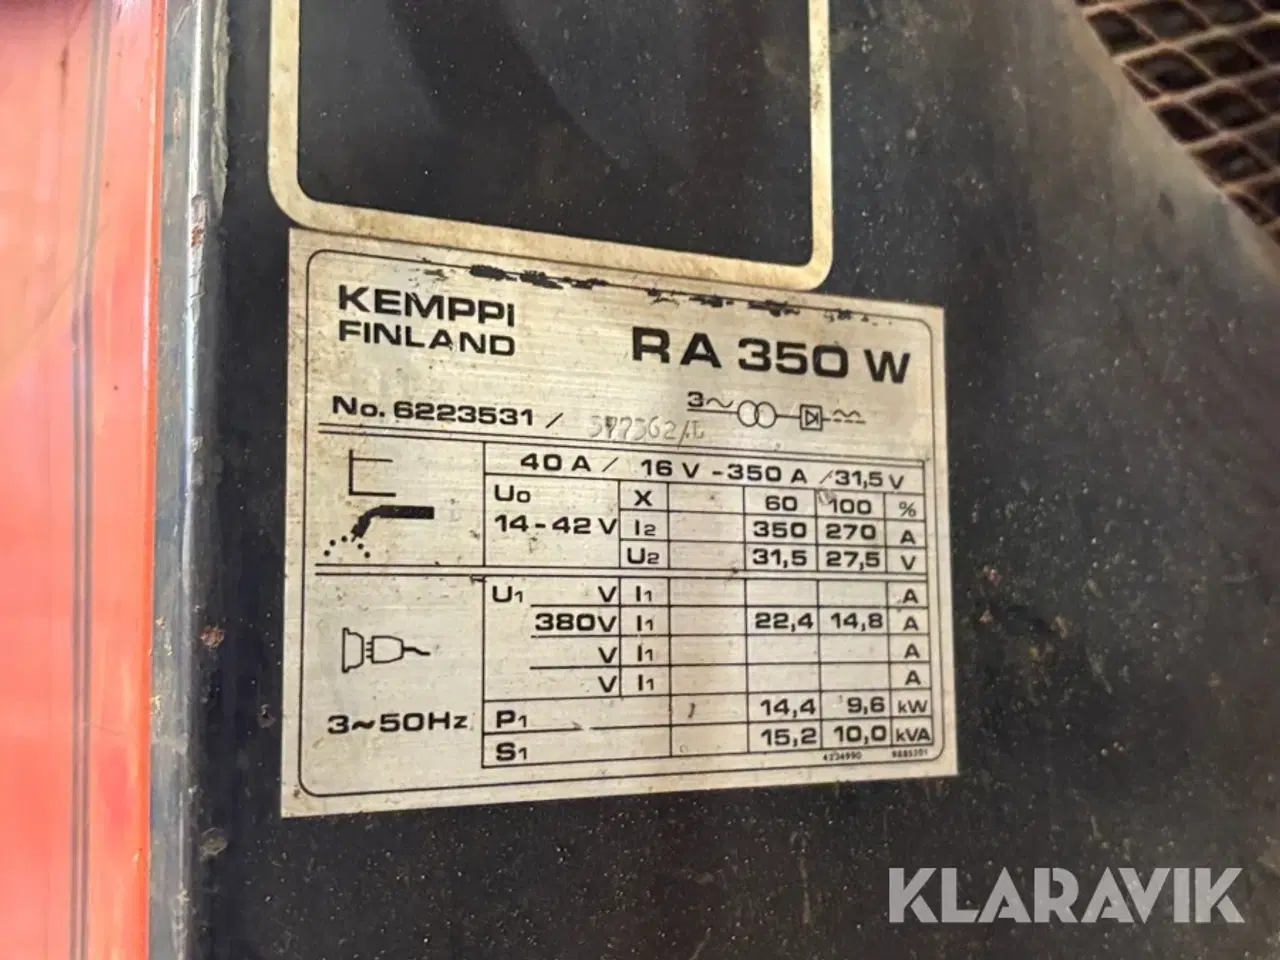 KEMPPI
FINLAND
RA 350 W
No. 6223531 /
3~
40 A / 16 V - 350 A / 31,5 V
U0 X 60 100 %
14-42 V I2 350 270 A
U2 31,5 27,5 V
U1 V I1 A
380V I1 22,4 14,8 A
V I1 A
V I1 A
3~50Hz P1 14,4 9,6 kW
S1 15,2 10,0 kVA
4234990
KLARAVIK